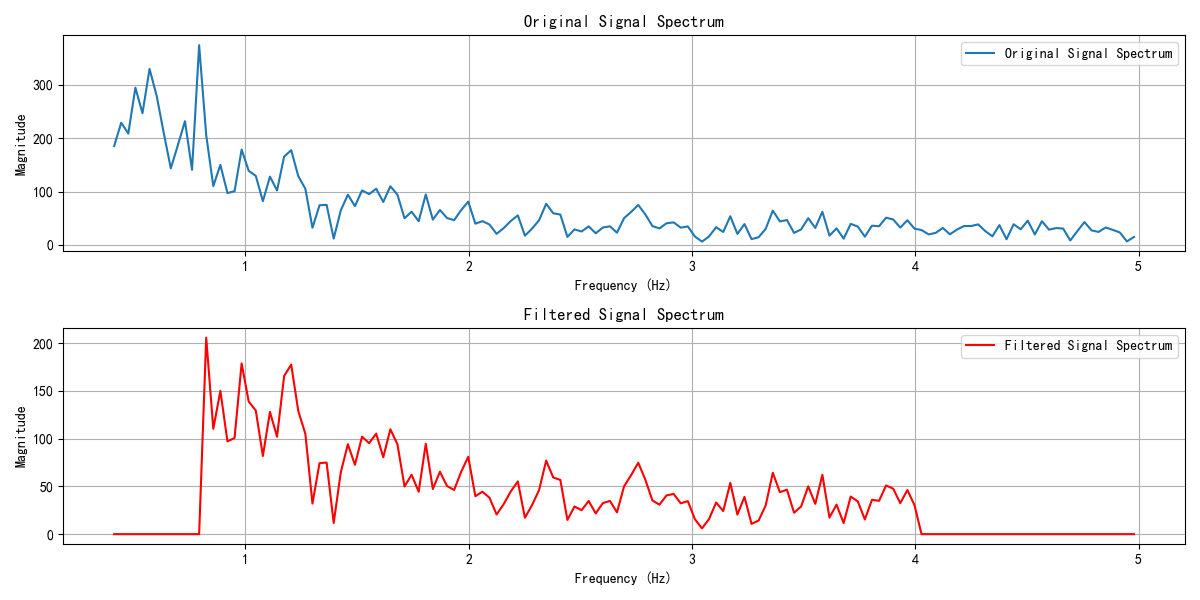 Original Signal Spectrum
Original Signal Spectrum
Magnitude
300
200
100
0
1
2
3
4
5
Frequency (Hz)
Filtered Signal Spectrum
Filtered Signal Spectrum
Magnitude
200
150
100
50
0
1
2
3
4
5
Frequency (Hz)